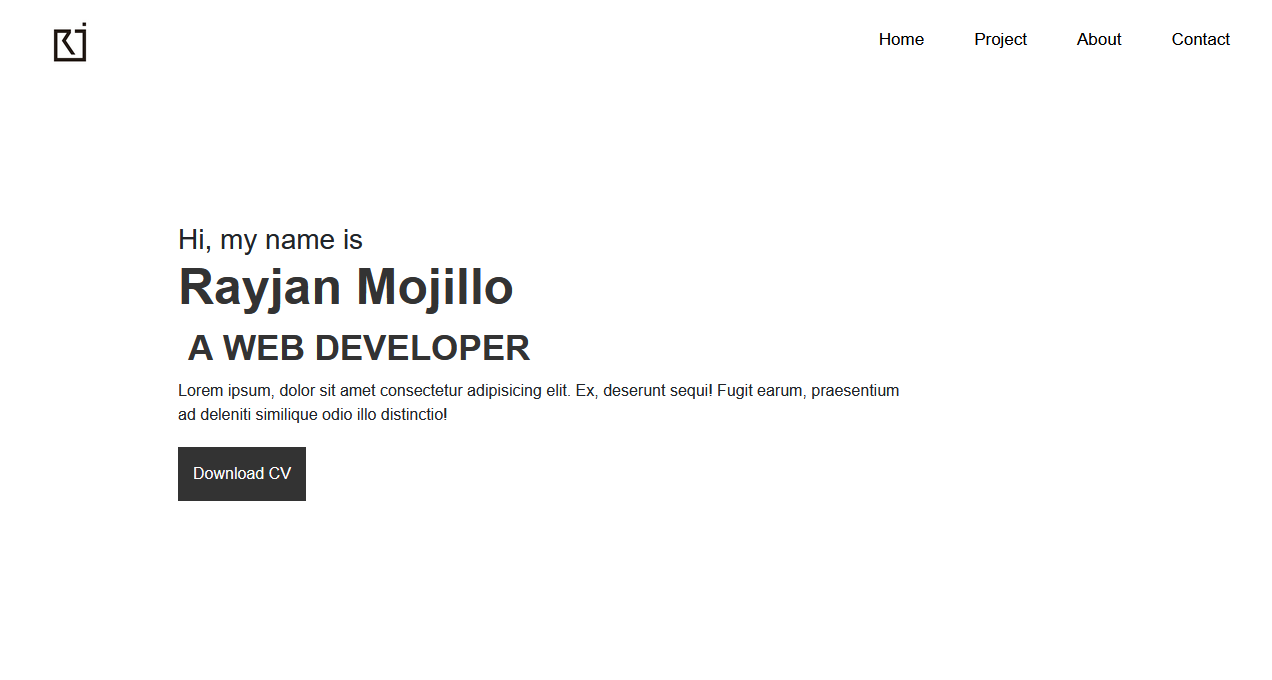 Home Project About Contact
Hi, my name is
Rayjan Mojillo
A WEB DEVELOPER
Lorem ipsum, dolor sit amet consectetur adipisicing elit. Ex, deserunt sequi! Fugit earum, praesentium
ad deleniti similique odio illo distinctio!
Download CV